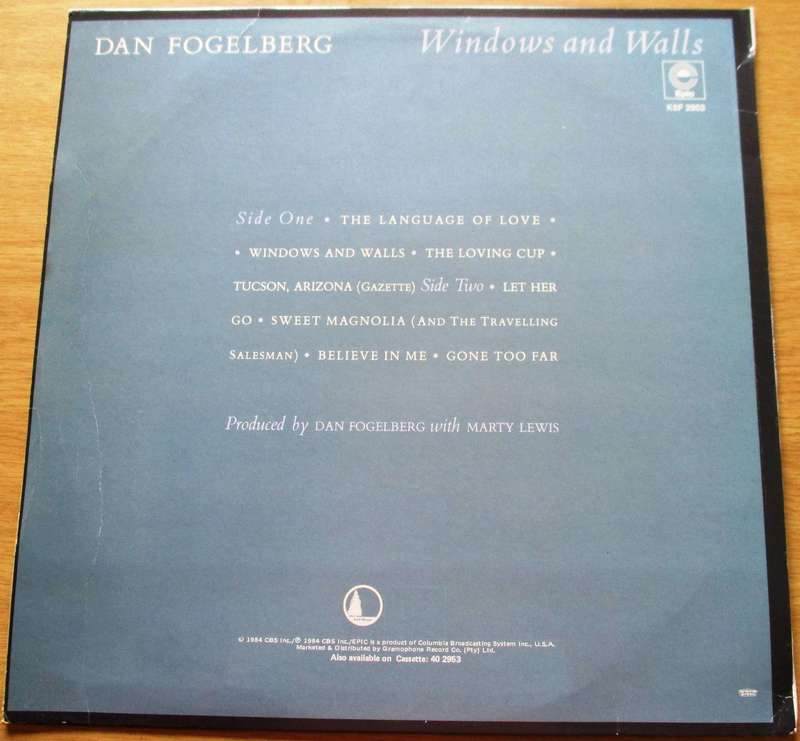 DAN FOGELBERG
Windows and Walls
Epic
KSF 2953
Side One • THE LANGUAGE OF LOVE •
• WINDOWS AND WALLS • THE LOVING CUP •
TUCSON, ARIZONA (GAZETTE) Side Two • LET HER
GO • SWEET MAGNOLIA (AND THE TRAVELLING
SALESMAN) • BELIEVE IN ME • GONE TOO FAR
Produced by DAN FOGELBERG with MARTY LEWIS
© 1984 CBS Inc./℗ 1984 CBS Inc./EPIC is a product of Columbia Broadcasting System Inc., U.S.A.
Marketed & Distributed by Gramophone Record Co. (Pty) Ltd.
Also available on Cassette: 40 2953